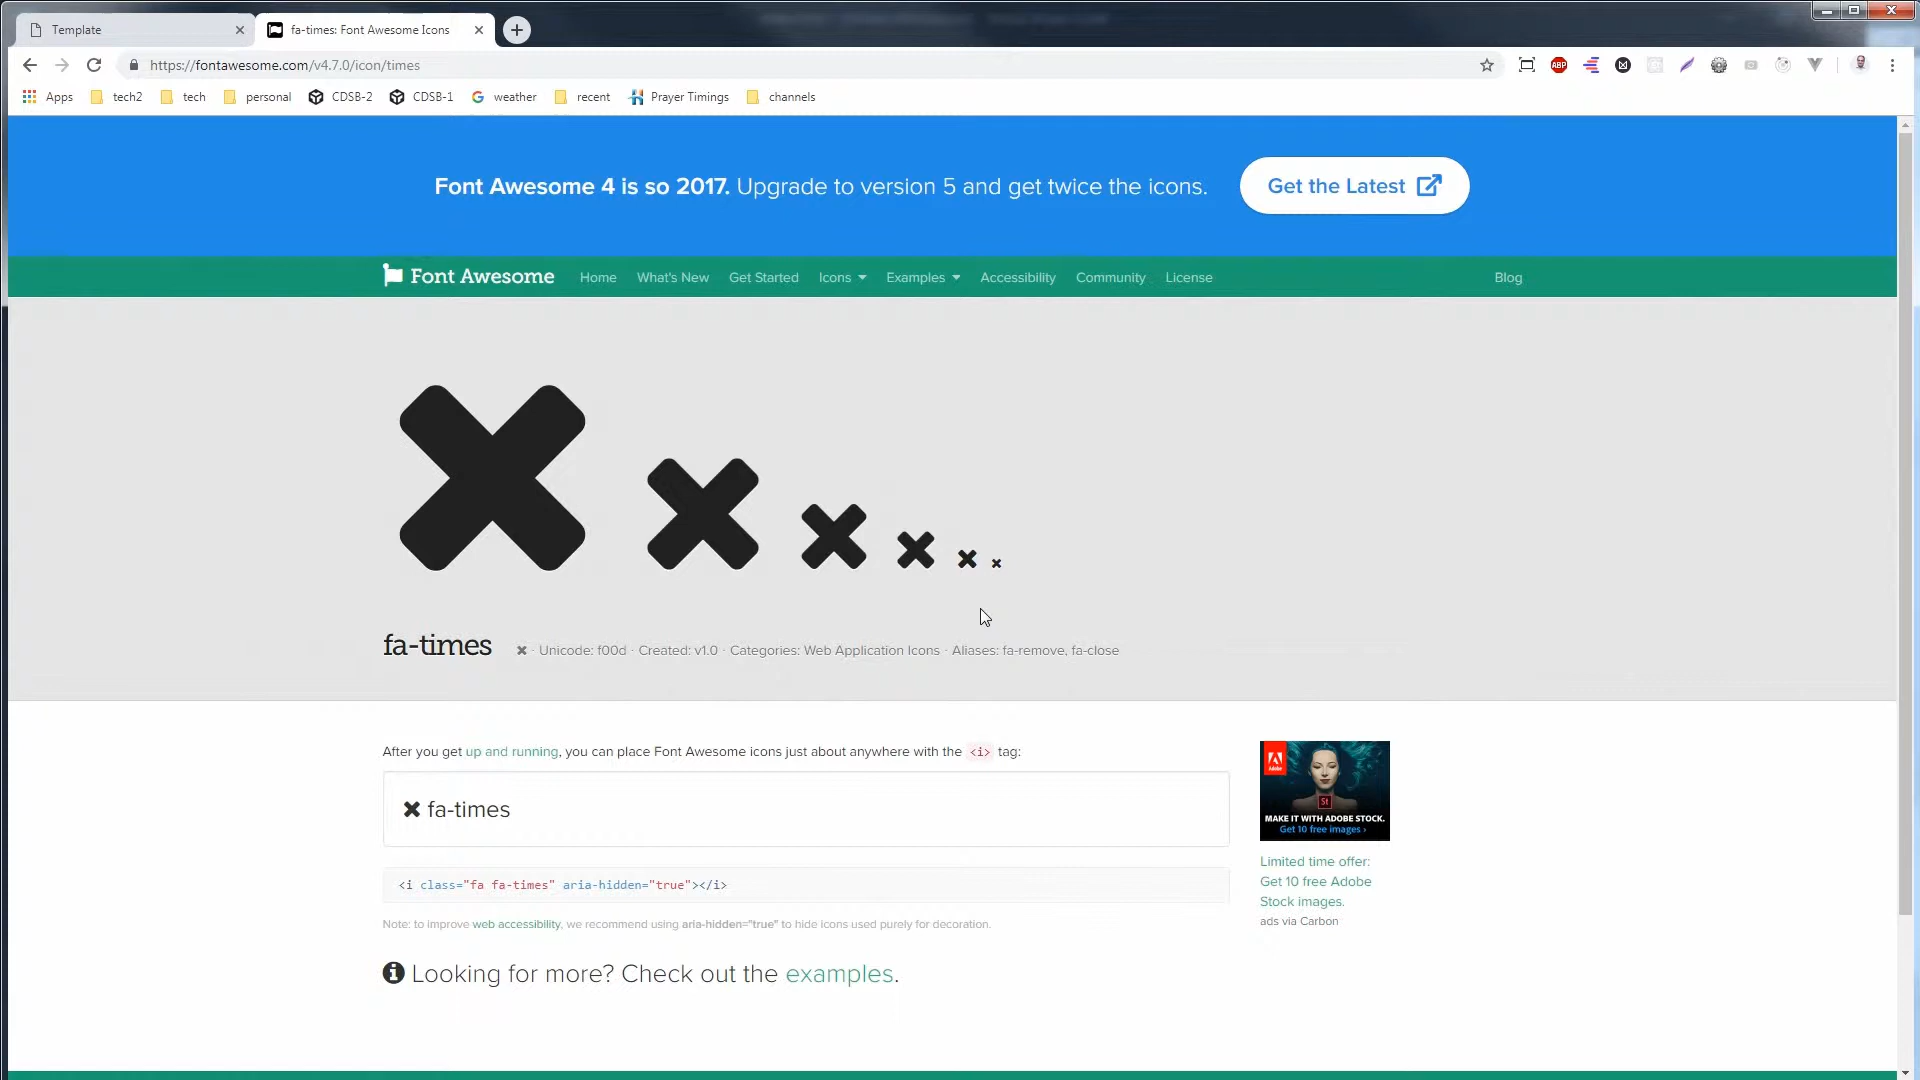 Template
fa-times: Font Awesome Icons
https://fontawesome.com/v4.7.0/icon/times
ABP
Apps
tech2
tech
personal
CDSB-2
CDSB-1
weather
recent
Prayer Timings
channels
Font Awesome 4 is so 2017. Upgrade to version 5 and get twice the icons.
Get the Latest
Font Awesome
Home
What's New
Get Started
Icons
Examples
Accessibility
Community
License
Blog
fa-times
· Unicode: f00d · Created: v1.0 · Categories: Web Application Icons · Aliases: fa-remove, fa-close
After you get up and running, you can place Font Awesome icons just about anywhere with the <i> tag:
fa-times
<i class="fa fa-times" aria-hidden="true"></i>
Note: to improve web accessibility, we recommend using aria-hidden="true" to hide icons used purely for decoration.
Looking for more? Check out the examples.
Adobe
St
MAKE IT WITH ADOBE STOCK.
Get 10 free images ›
Limited time offer:
Get 10 free Adobe
Stock images.
ads via Carbon